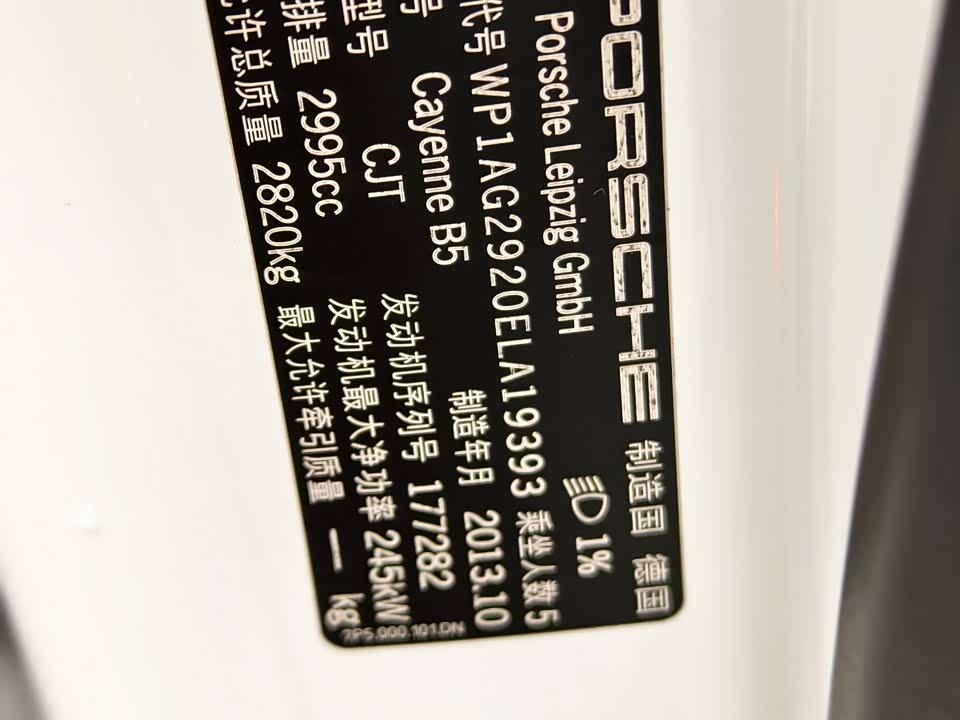 PORSCHE 制造国 德国
Porsche Leipzig GmbH 1%
代号 WP1AG2920ELA19393 乘坐人数 5
号 制造年月 2013.10
Cayenne B5 发动机序列号 177282
型号 CJT 发动机最大净功率 245kW
排量 2995cc 最大允许牵引质量 — kg
允许总质量 2820kg
7P5.000.101.DN